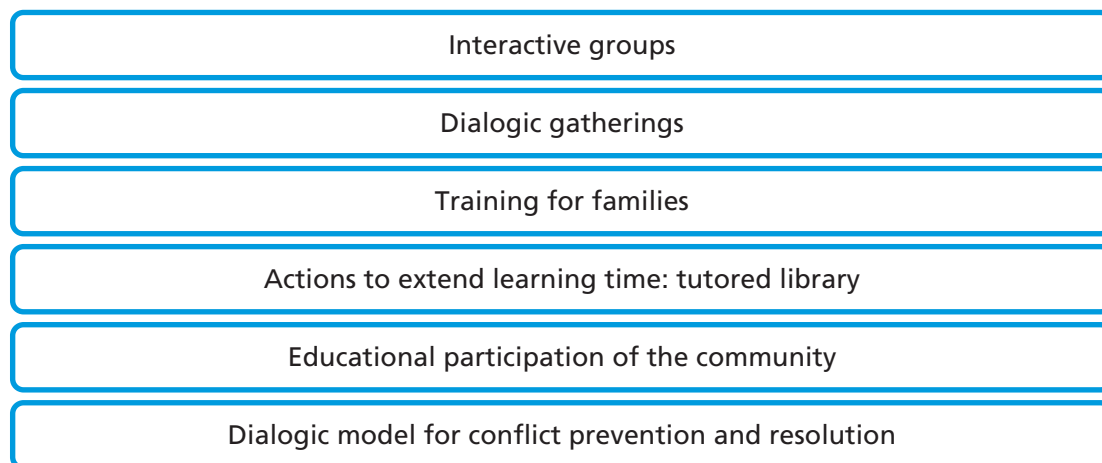 Interactive groups
Dialogic gatherings
Training for families
Actions to extend learning time: tutored library
Educational participation of the community
Dialogic model for conflict prevention and resolution